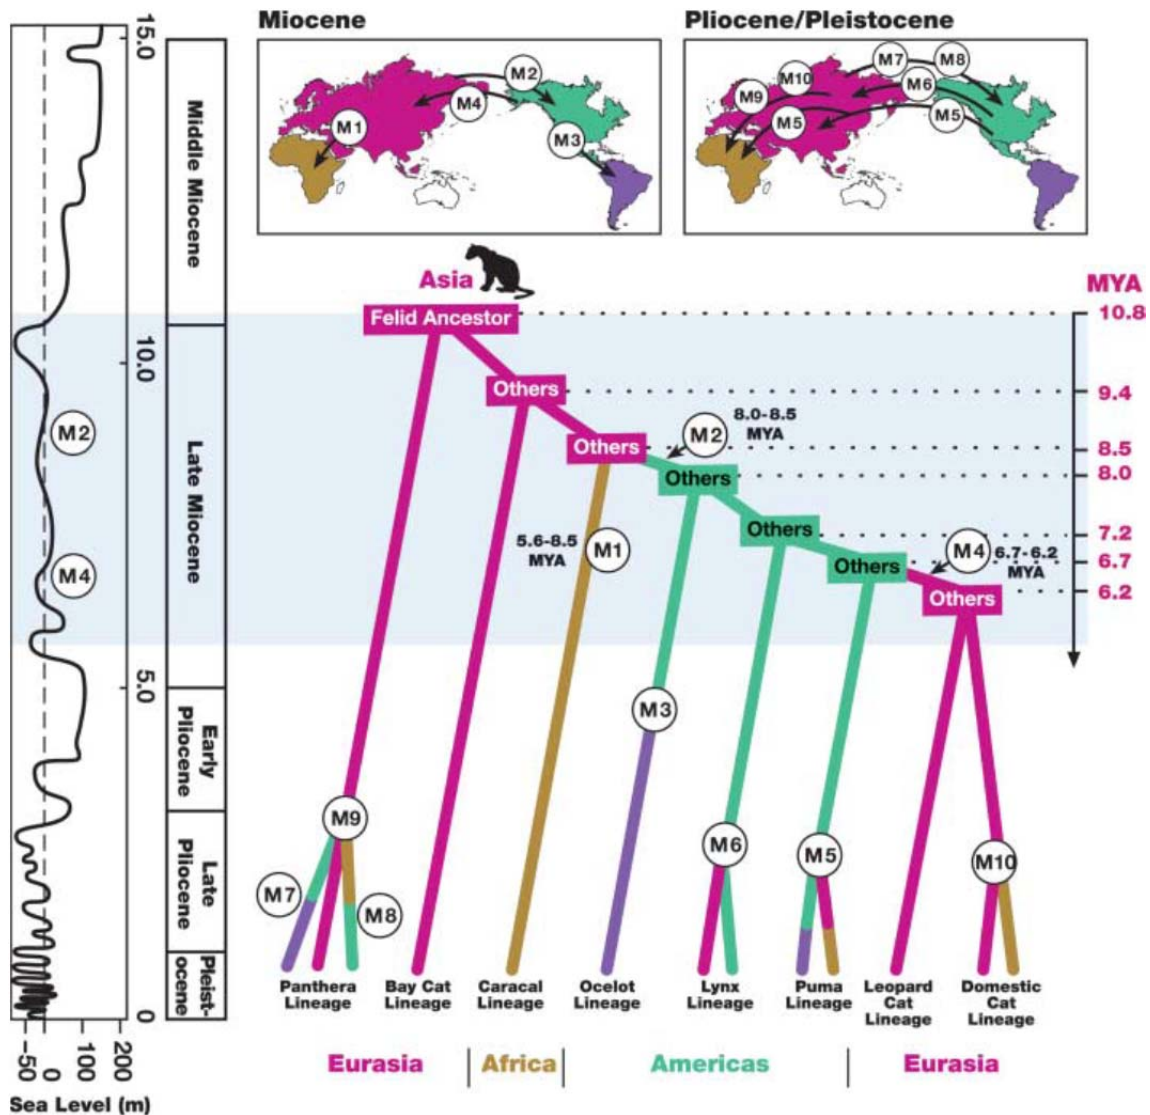 Miocene
M1
M2
M4
M3
Pliocene/Pleistocene
M7
M8
M10
M6
M9
M5
M5
15.0
10.0
5.0
0
Middle Miocene
Late Miocene
Early
Pliocene
Late
Pliocene
Pleist-
ocene
M2
M4
-50
0
100
200
Sea Level (m)
Asia
MYA
Felid Ancestor
10.8
Others
9.4
Others
8.5
M2
8.0-8.5
MYA
Others
8.0
Others
7.2
Others
6.7
M4
6.7-6.2
MYA
Others
6.2
5.6-8.5
MYA
M1
M3
M9
M6
M5
M10
M7
M8
Panthera
Lineage
Bay Cat
Lineage
Caracal
Lineage
Ocelot
Lineage
Lynx
Lineage
Puma
Lineage
Leopard
Cat
Lineage
Domestic
Cat
Lineage
Eurasia
Africa
Americas
Eurasia